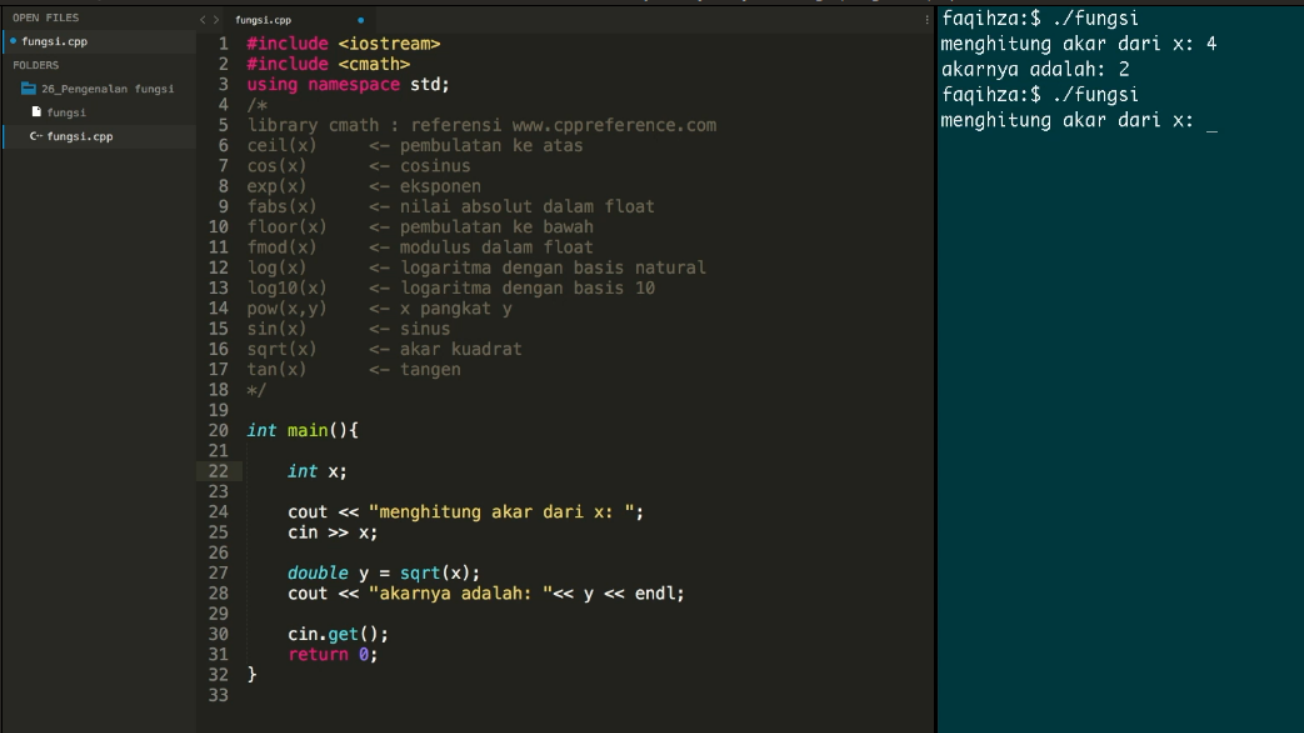 OPEN FILES
fungsi.cpp
FOLDERS
26_Pengenalan fungsi
fungsi
C++ fungsi.cpp
fungsi.cpp
1 #include <iostream>
2 #include <cmath>
3 using namespace std;
4 /*
5 library cmath : referensi www.cppreference.com
6 ceil(x) <- pembulatan ke atas
7 cos(x) <- cosinus
8 exp(x) <- eksponen
9 fabs(x) <- nilai absolut dalam float
10 floor(x) <- pembulatan ke bawah
11 fmod(x) <- modulus dalam float
12 log(x) <- logaritma dengan basis natural
13 log10(x) <- logaritma dengan basis 10
14 pow(x,y) <- x pangkat y
15 sin(x) <- sinus
16 sqrt(x) <- akar kuadrat
17 tan(x) <- tangen
18 */
19
20 int main(){
21
22 int x;
23
24 cout << "menghitung akar dari x: ";
25 cin >> x;
26
27 double y = sqrt(x);
28 cout << "akarnya adalah: "<< y << endl;
29
30 cin.get();
31 return 0;
32 }
33
faqihza:$ ./fungsi
menghitung akar dari x: 4
akarnya adalah: 2
faqihza:$ ./fungsi
menghitung akar dari x: _